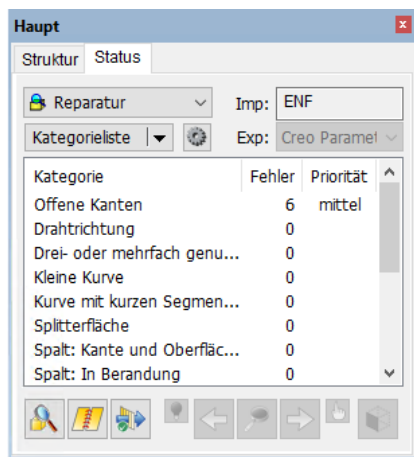 Haupt
Struktur Status
Reparatur Imp: ENF
Kategorieliste Exp: Creo Paramet
Kategorie Fehler Priorität
Offene Kanten 6 mittel
Drahtrichtung 0
Drei- oder mehrfach genu... 0
Kleine Kurve 0
Kurve mit kurzen Segmen... 0
Splitterfläche 0
Spalt: Kante und Oberfläc... 0
Spalt: In Berandung 0